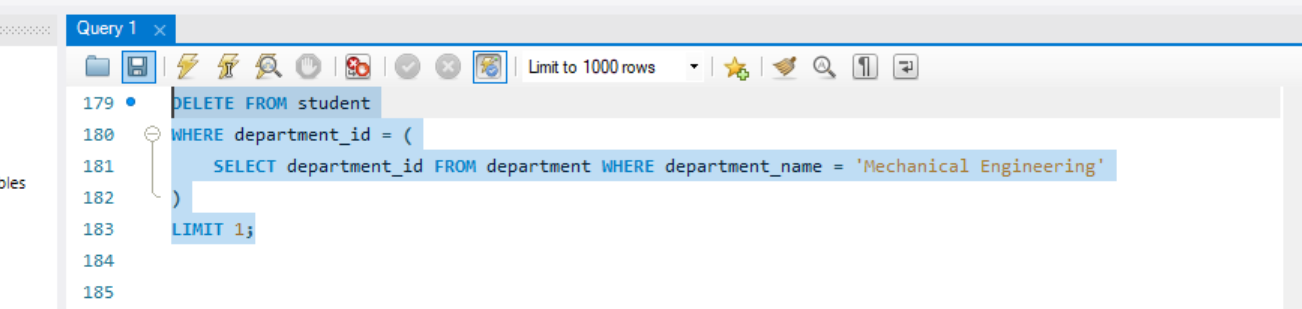 Query 1
Limit to 1000 rows
179 DELETE FROM student
180 WHERE department_id = (
181 SELECT department_id FROM department WHERE department_name = 'Mechanical Engineering'
182 )
183 LIMIT 1;
184
185